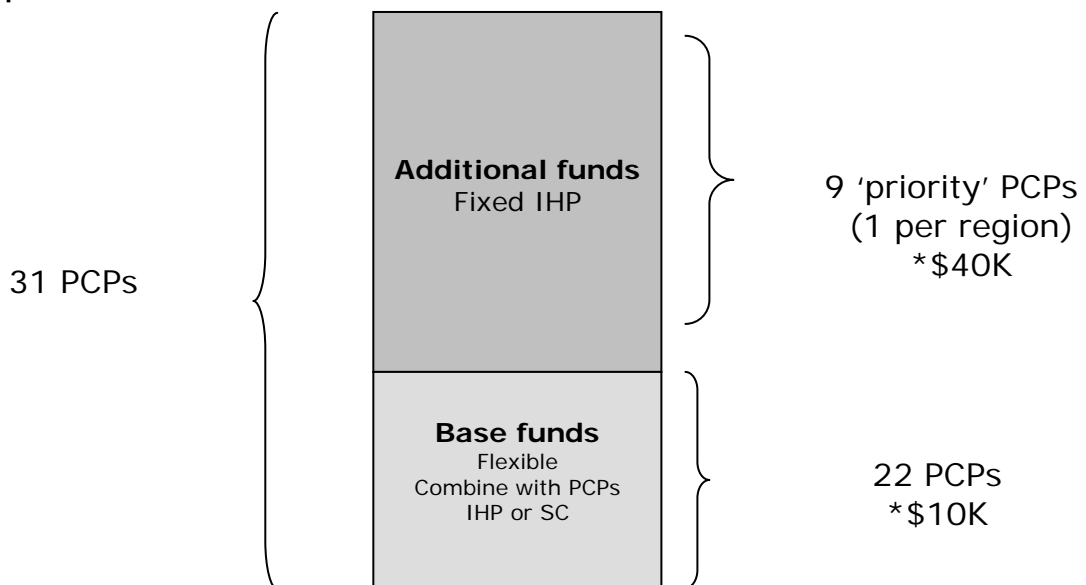 31 PCPs
Additional funds
Fixed IHP
9 ‘priority’ PCPs
(1 per region)
*$40K
Base funds
Flexible
Combine with PCPs
IHP or SC
22 PCPs
*$10K